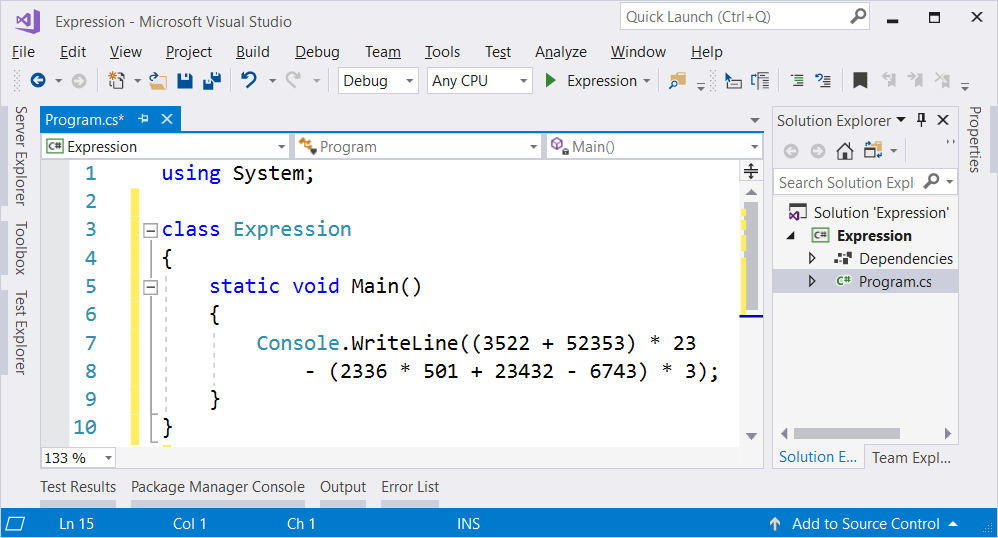 Expression - Microsoft Visual Studio
Quick Launch (Ctrl+Q)
File Edit View Project Build Debug Team Tools Test Analyze Window Help
Debug Any CPU Expression
Server Explorer
Toolbox
Test Explorer
Program.cs*
C# Expression Program Main()
1 using System;
2
3 class Expression
4 {
5 static void Main()
6 {
7 Console.WriteLine((3522 + 52353) * 23
8 - (2336 * 501 + 23432 - 6743) * 3);
9 }
10 }
133 %
Solution Explorer
Search Solution Expl
Solution 'Expression'
C# Expression
Dependencies
C# Program.cs
Solution E... Team Expl...
Properties
Test Results Package Manager Console Output Error List
Ln 15 Col 1 Ch 1 INS Add to Source Control